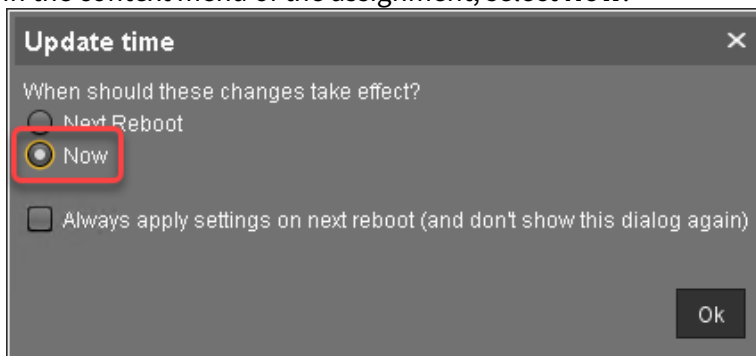 In the context menu of the assignment, select Now.
Update time
When should these changes take effect?
Next Reboot
Now
Always apply settings on next reboot (and don't show this dialog again)
Ok